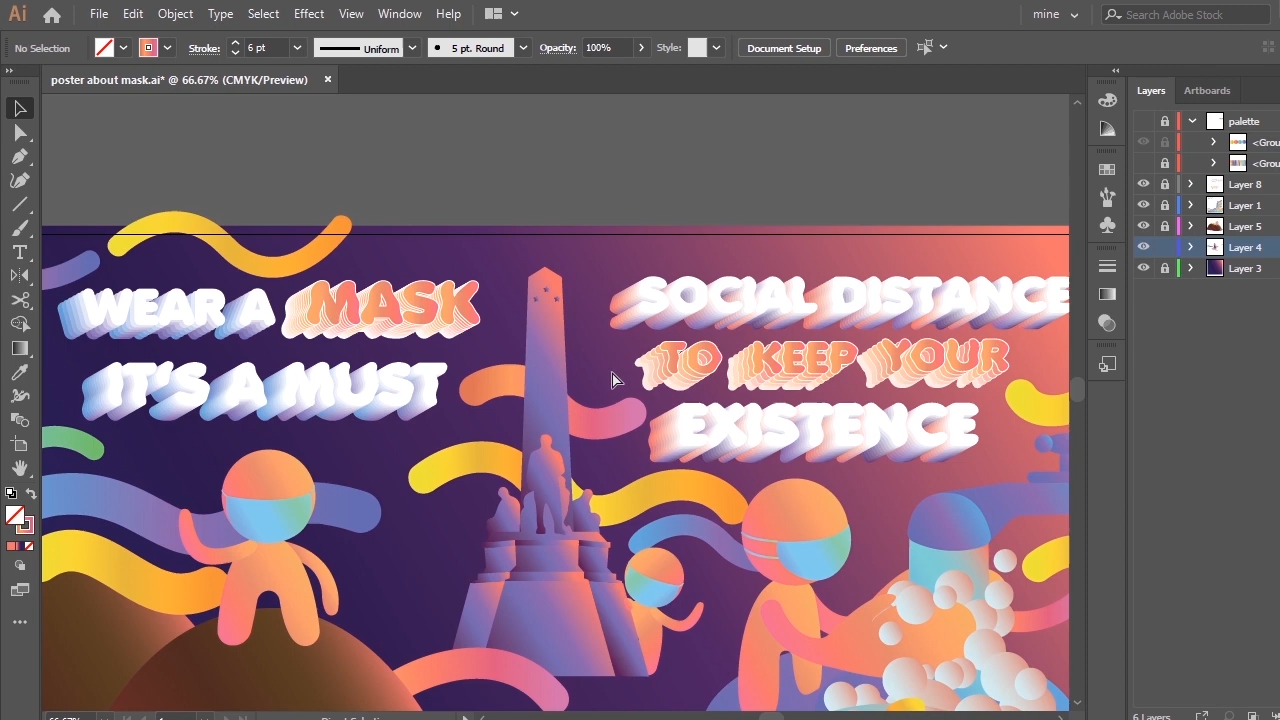 Ai File Edit Object Type Select Effect View Window Help mine Search Adobe Stock
No Selection Stroke: 6 pt Uniform 5 pt. Round Opacity: 100% Style: Document Setup Preferences
poster about mask.ai* @ 66.67% (CMYK/Preview) ×
Layers Artboards
palette
<Grou
<Grou
Layer 8
Layer 1
Layer 5
Layer 4
Layer 3
WEAR A MASK
IT'S A MUST
SOCIAL DISTANCE
TO KEEP YOUR
EXISTENCE
6 Layers